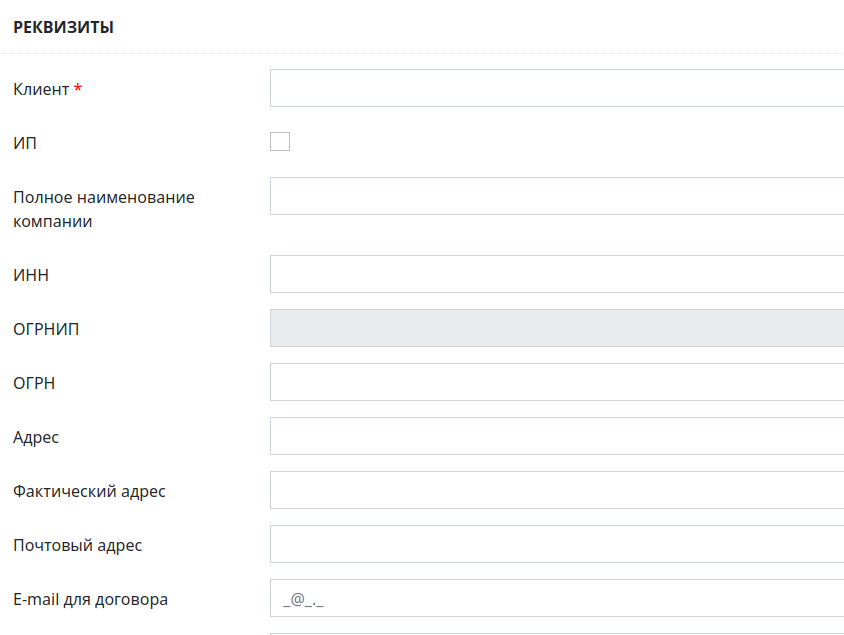 РЕКВИЗИТЫ
Клиент *
ИП
Полное наименование
компании
ИНН
ОГРНИП
ОГРН
Адрес
Фактический адрес
Почтовый адрес
E-mail для договора
_@_._